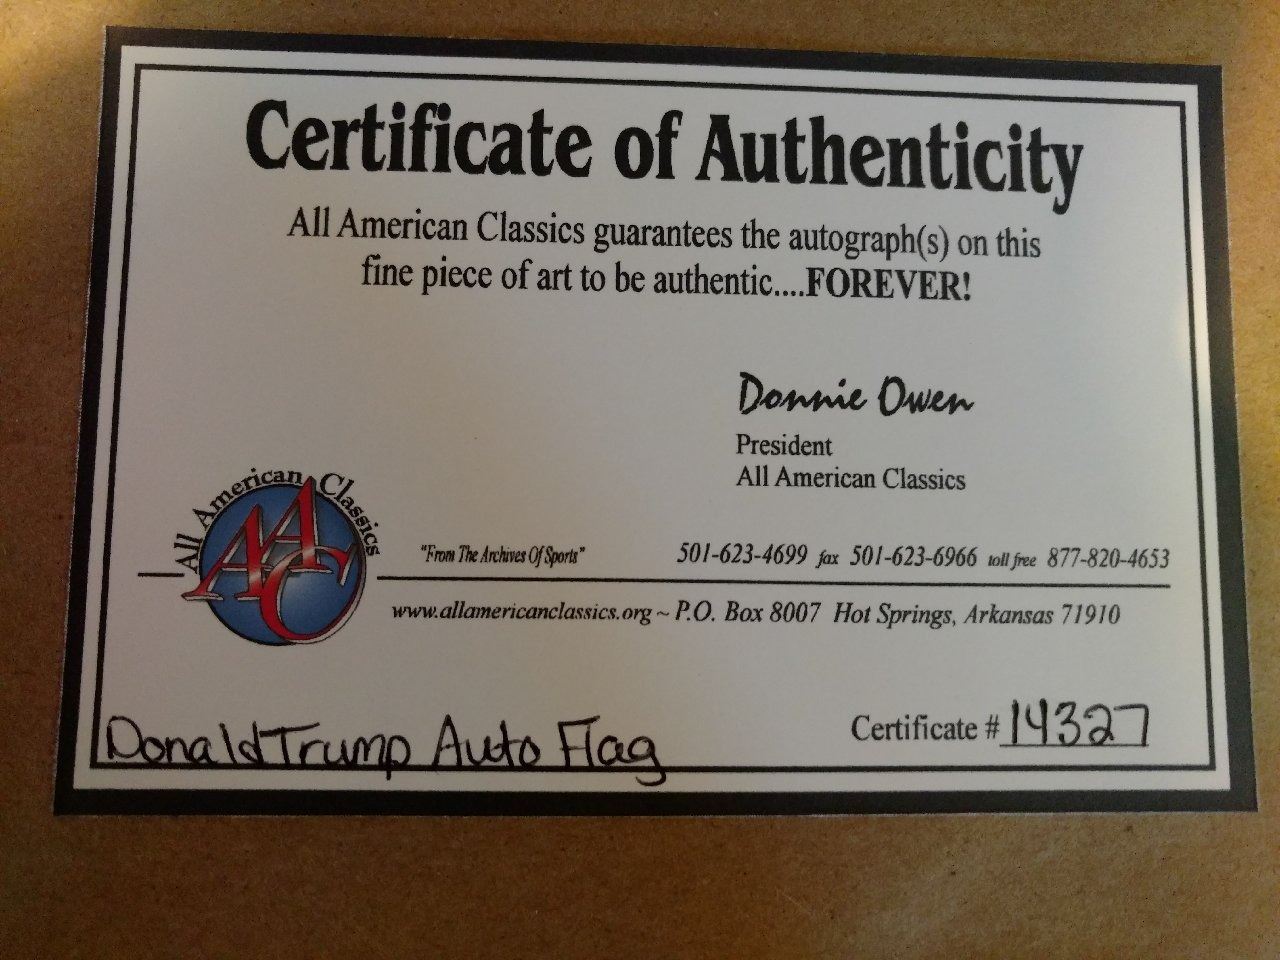 Certificate of Authenticity
All American Classics guarantees the autograph(s) on this
fine piece of art to be authentic....FOREVER!
Donnie Owen
President
All American Classics
All American Classics
AAC
"From The Archives Of Sports"
501-623-4699 fax 501-623-6966 toll free 877-820-4653
www.allamericanclassics.org ~ P.O. Box 8007 Hot Springs, Arkansas 71910
Certificate # 14327
Donald Trump Auto Flag